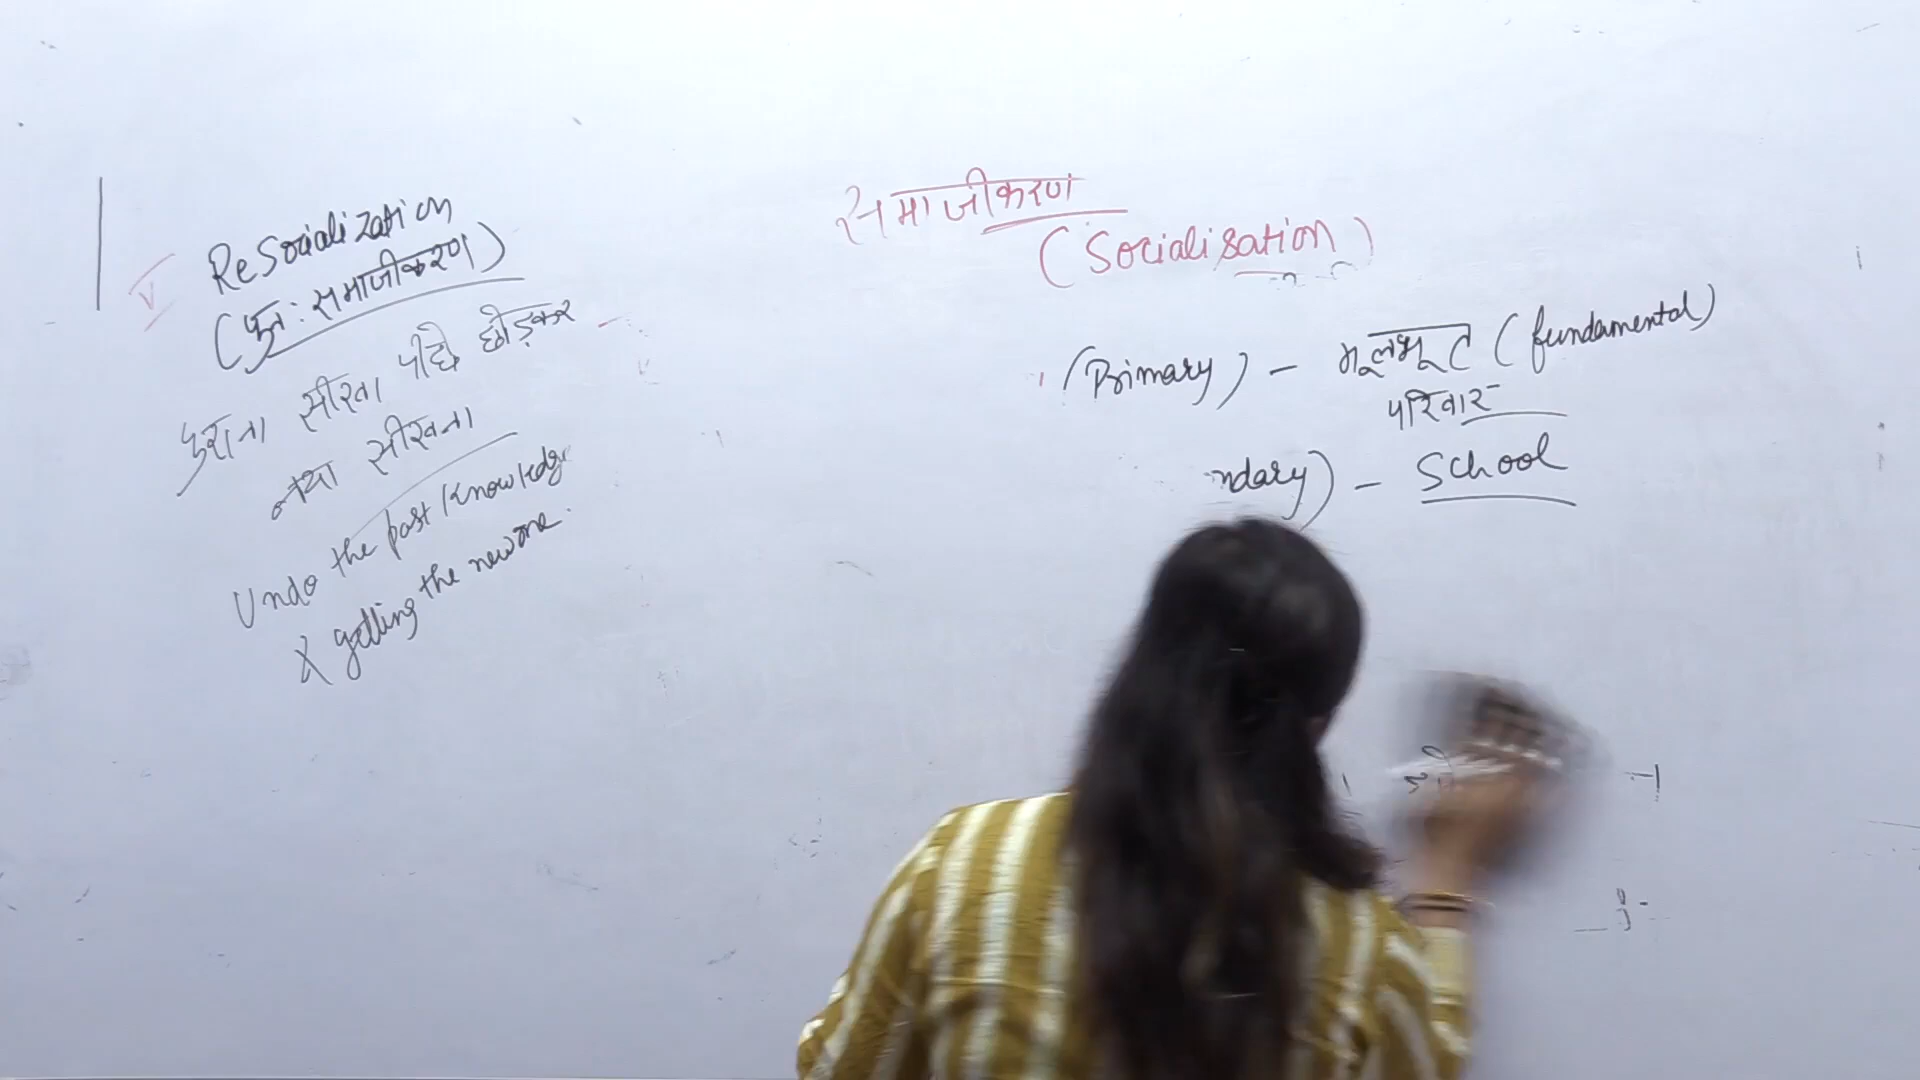 समाजीकरण
(Socialisation)
(Primary) - मूलभूत (fundamental)
परिवार
ndary) - School
V ReSocialization
(पुनः समाजीकरण)
पुराना सीखा पीछे छोड़कर
नया सीखना
Undo the past knowledge
& getting the new one.